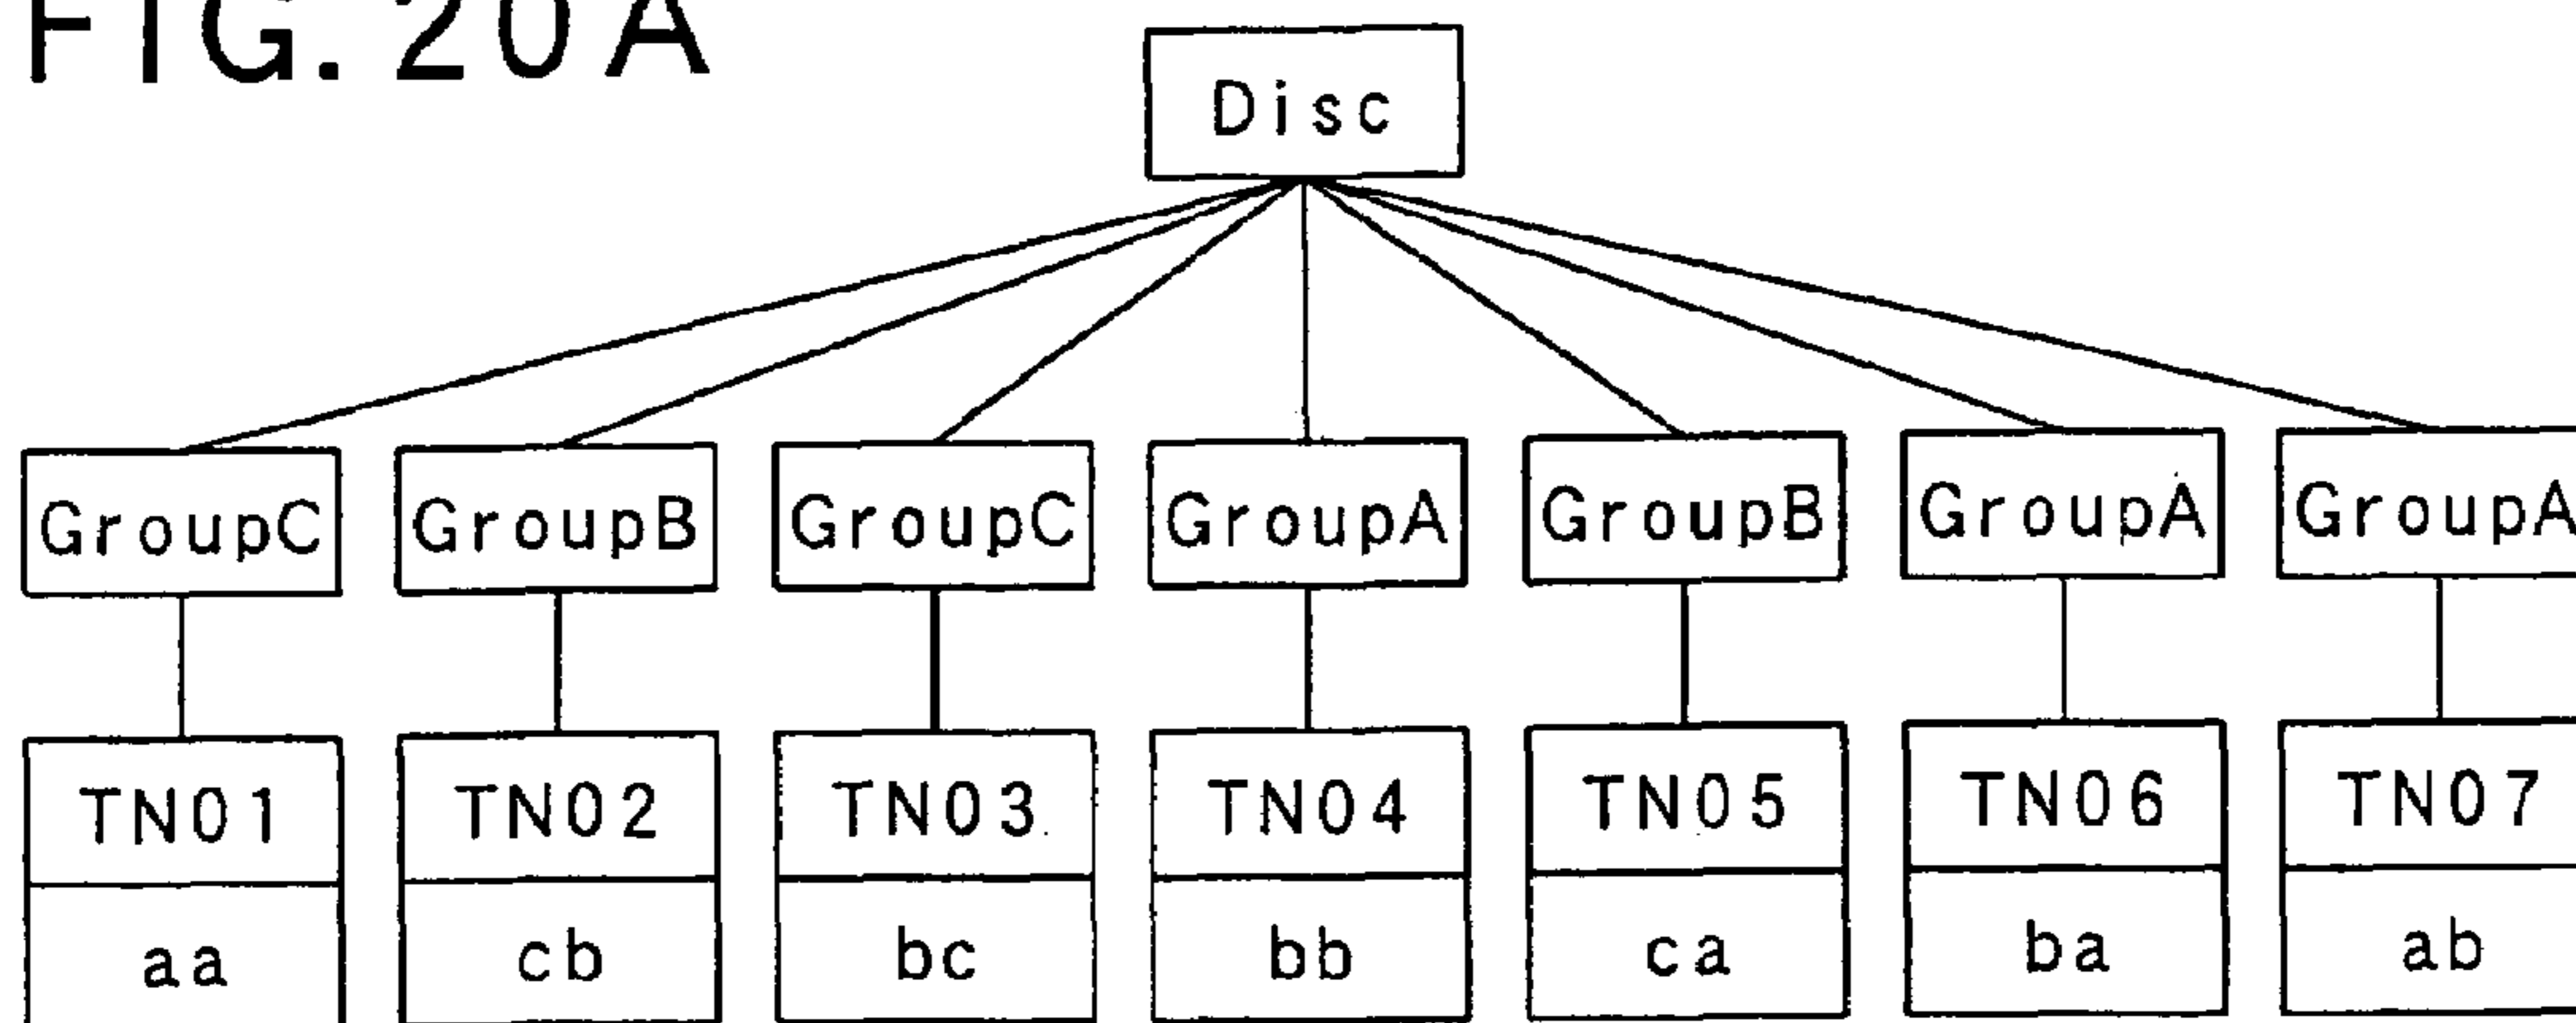 FIG. 20A
Disc
GroupC GroupB GroupC GroupA GroupB GroupA GroupA
TN01 TN02 TN03 TN04 TN05 TN06 TN07
aa cb bc bb ca ba ab